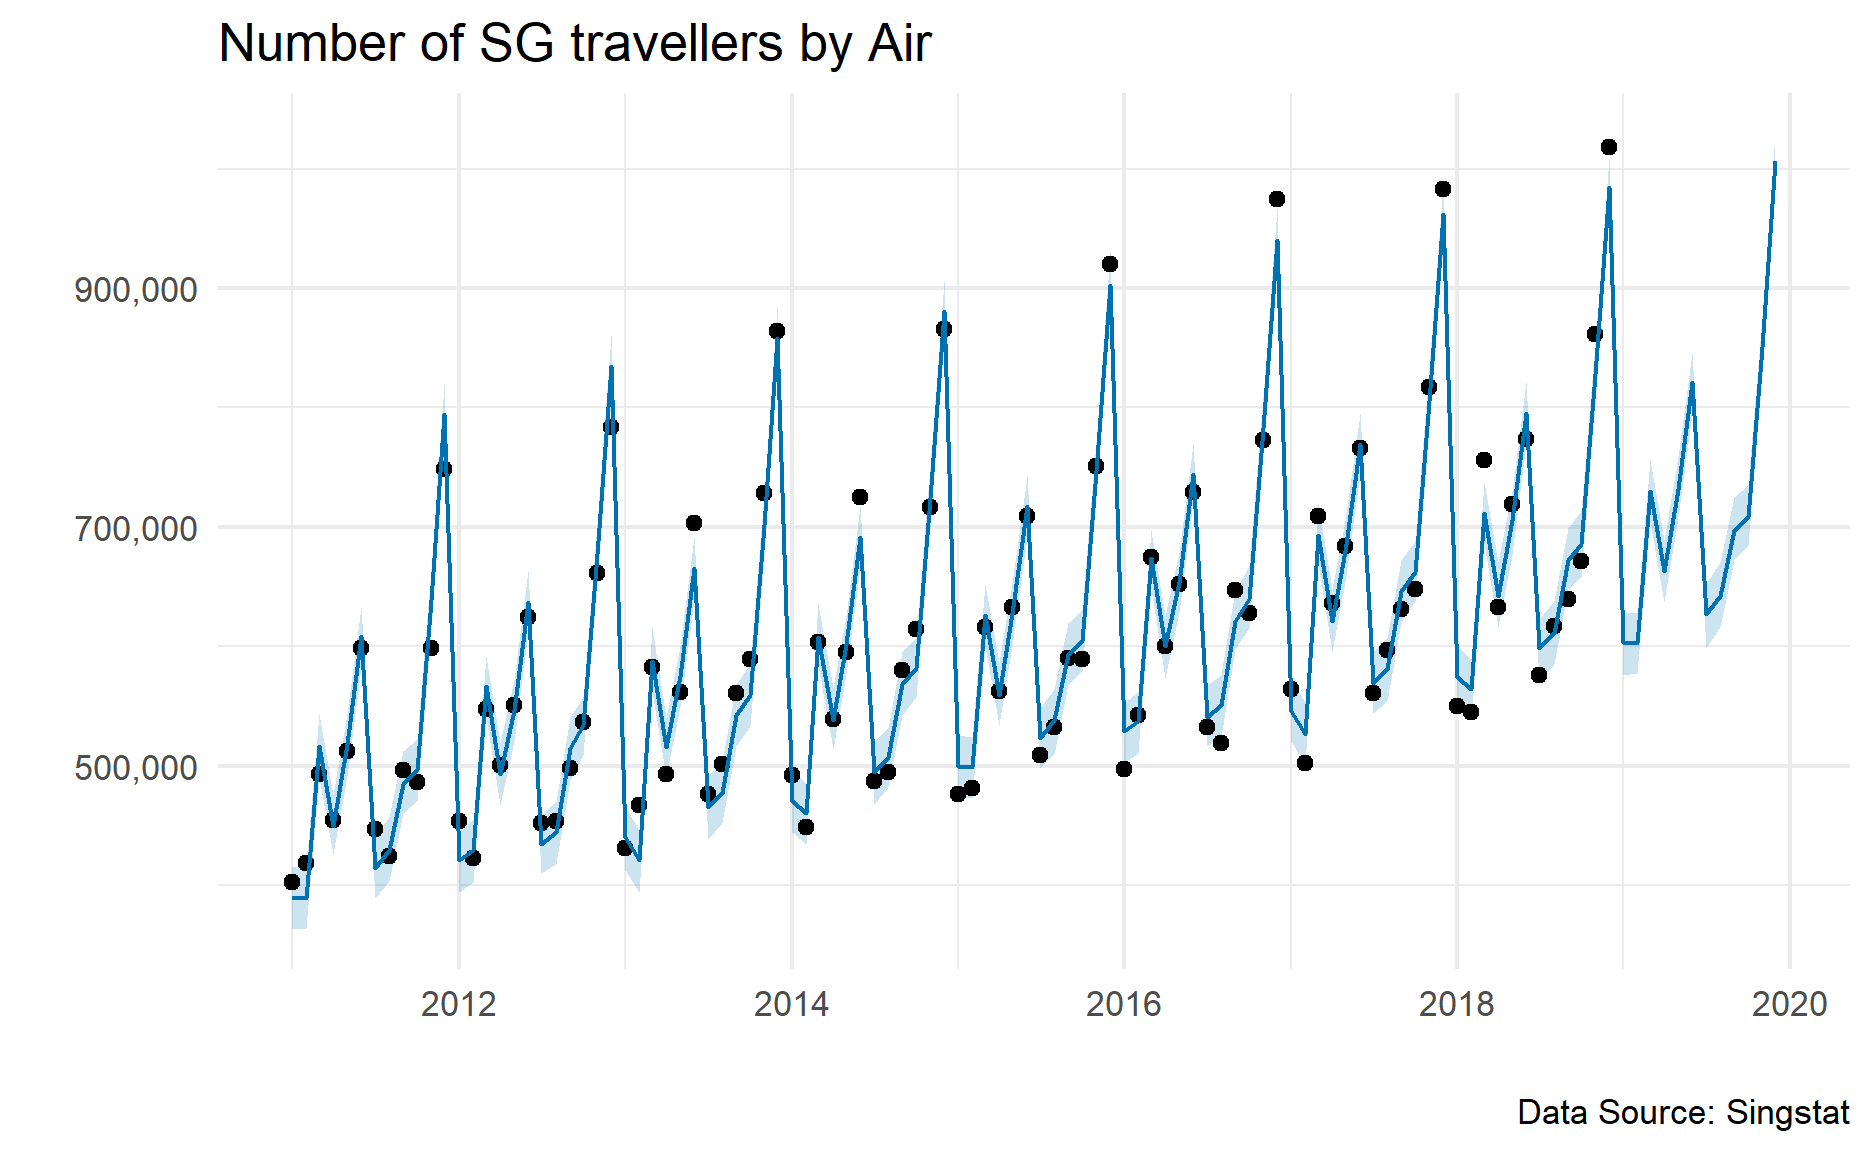 Number of SG travellers by Air
900,000
700,000
500,000
2012 2014 2016 2018 2020
Data Source: Singstat